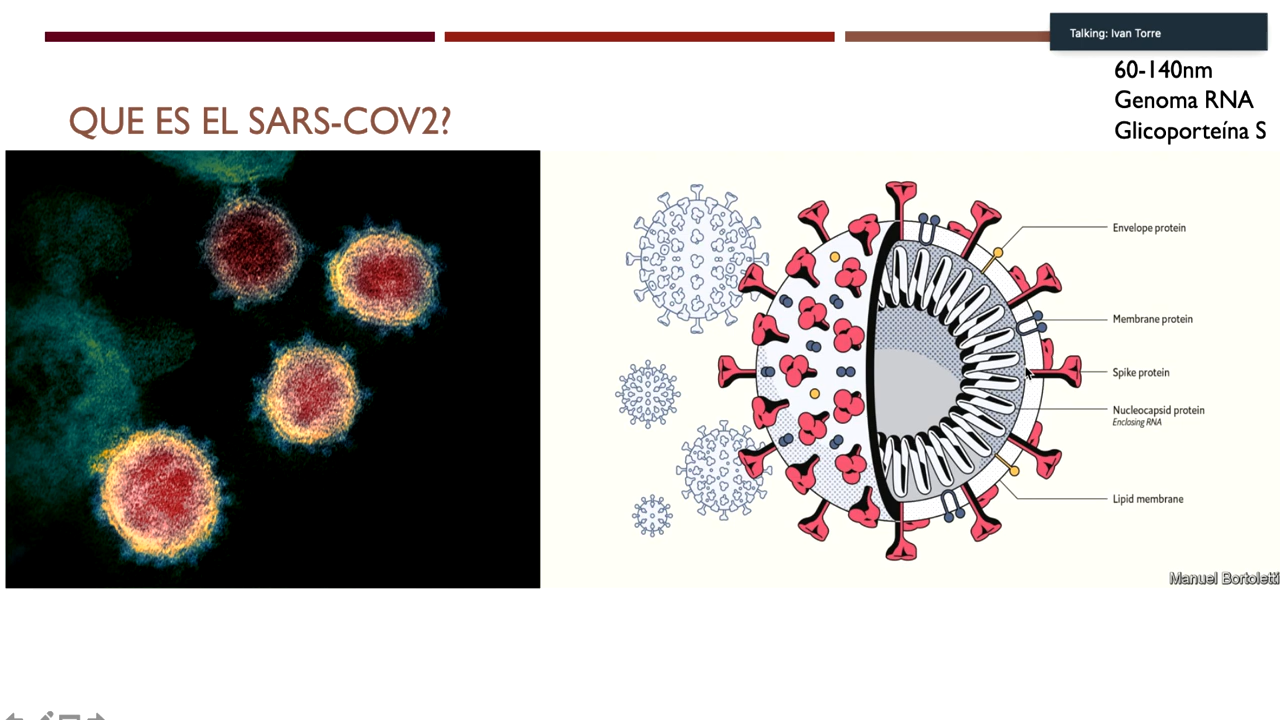 Talking: Ivan Torre
60-140nm
Genoma RNA
Glicoporteína S
QUE ES EL SARS-COV2?
Envelope protein
Membrane protein
Spike protein
Nucleocapsid protein
Enclosing RNA
Lipid membrane
Manuel Bortoletti